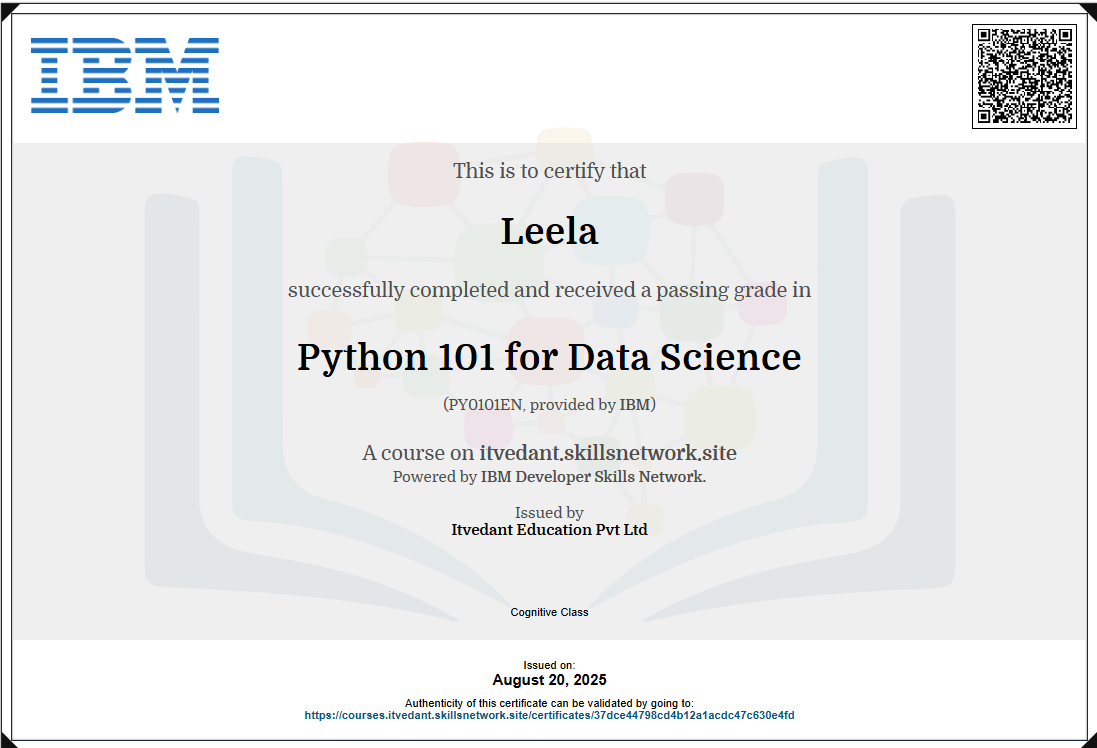 IBM
This is to certify that
Leela
successfully completed and received a passing grade in
Python 101 for Data Science
(PY0101EN, provided by IBM)
A course on itvedant.skillsnetwork.site
Powered by IBM Developer Skills Network.
Issued by
Itvedant Education Pvt Ltd
Cognitive Class
Issued on:
August 20, 2025
Authenticity of this certificate can be validated by going to:
https://courses.itvedant.skillsnetwork.site/certificates/37dce44798cd4b12a1acdc47c630e4fd